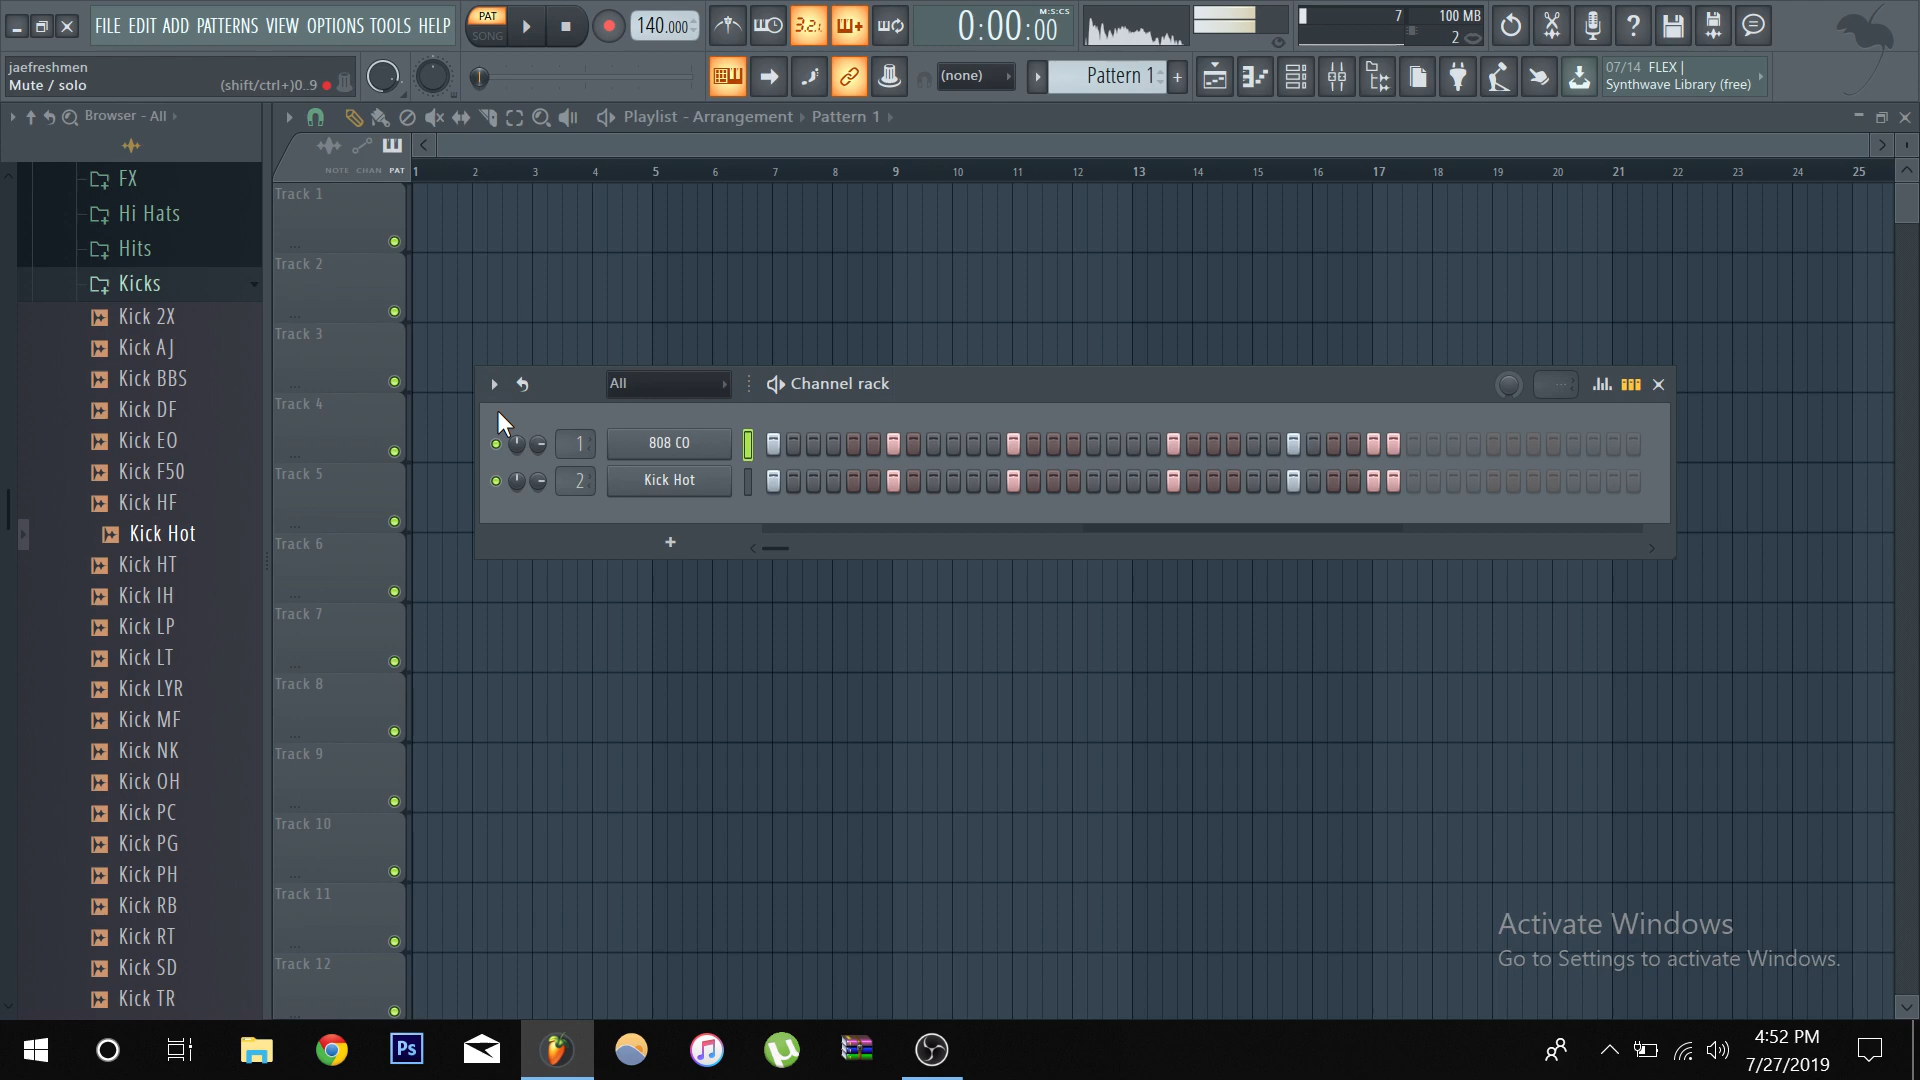 FILE EDIT ADD PATTERNS VIEW OPTIONS TOOLS HELP
PAT
SONG
140.000
3.2.
0:00:00
M:S:CS
7
100 MB
2
jaefreshmen
Mute / solo
(shift/ctrl+)0..9
(none)
Pattern 1
+
07/14 FLEX |
Synthwave Library (free)
Browser - All
Playlist - Arrangement › Pattern 1
NOTE CHAN PAT
1 2 3 4 5 6 7 8 9 10 11 12 13 14 15 16 17 18 19 20 21 22 23 24 25
FX
Hi Hats
Hits
Kicks
Kick 2X
Kick AJ
Kick BBS
Kick DF
Kick EO
Kick F50
Kick HF
Kick Hot
Kick HT
Kick IH
Kick LP
Kick LT
Kick LYR
Kick MF
Kick NK
Kick OH
Kick PC
Kick PG
Kick PH
Kick RB
Kick RT
Kick SD
Kick TR
Track 1
Track 2
Track 3
Track 4
Track 5
Track 6
Track 7
Track 8
Track 9
Track 10
Track 11
Track 12
All
Channel rack
1
808 CO
2
Kick Hot
+
Activate Windows
Go to Settings to activate Windows.
Ps
4:52 PM
7/27/2019